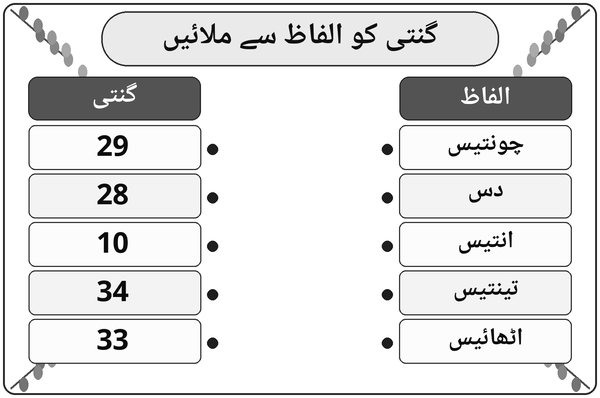 گنتی کو الفاظ سے ملائیں
الفاظ
گنتی
چونتیس
29
دس
28
انتیس
10
تینتیس
34
اٹھائیس
33